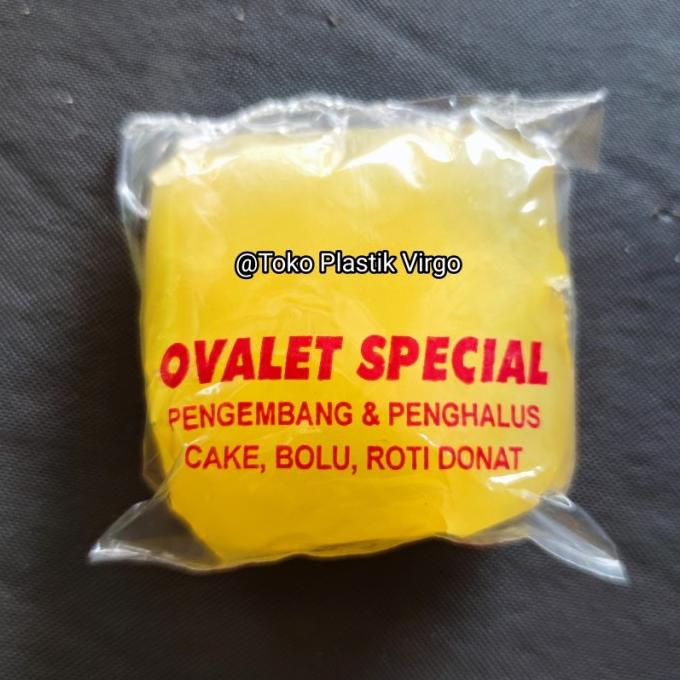 @Toko Plastik Virgo
OVALET SPECIAL
PENGEMBANG & PENGHALUS
CAKE, BOLU, ROTI DONAT